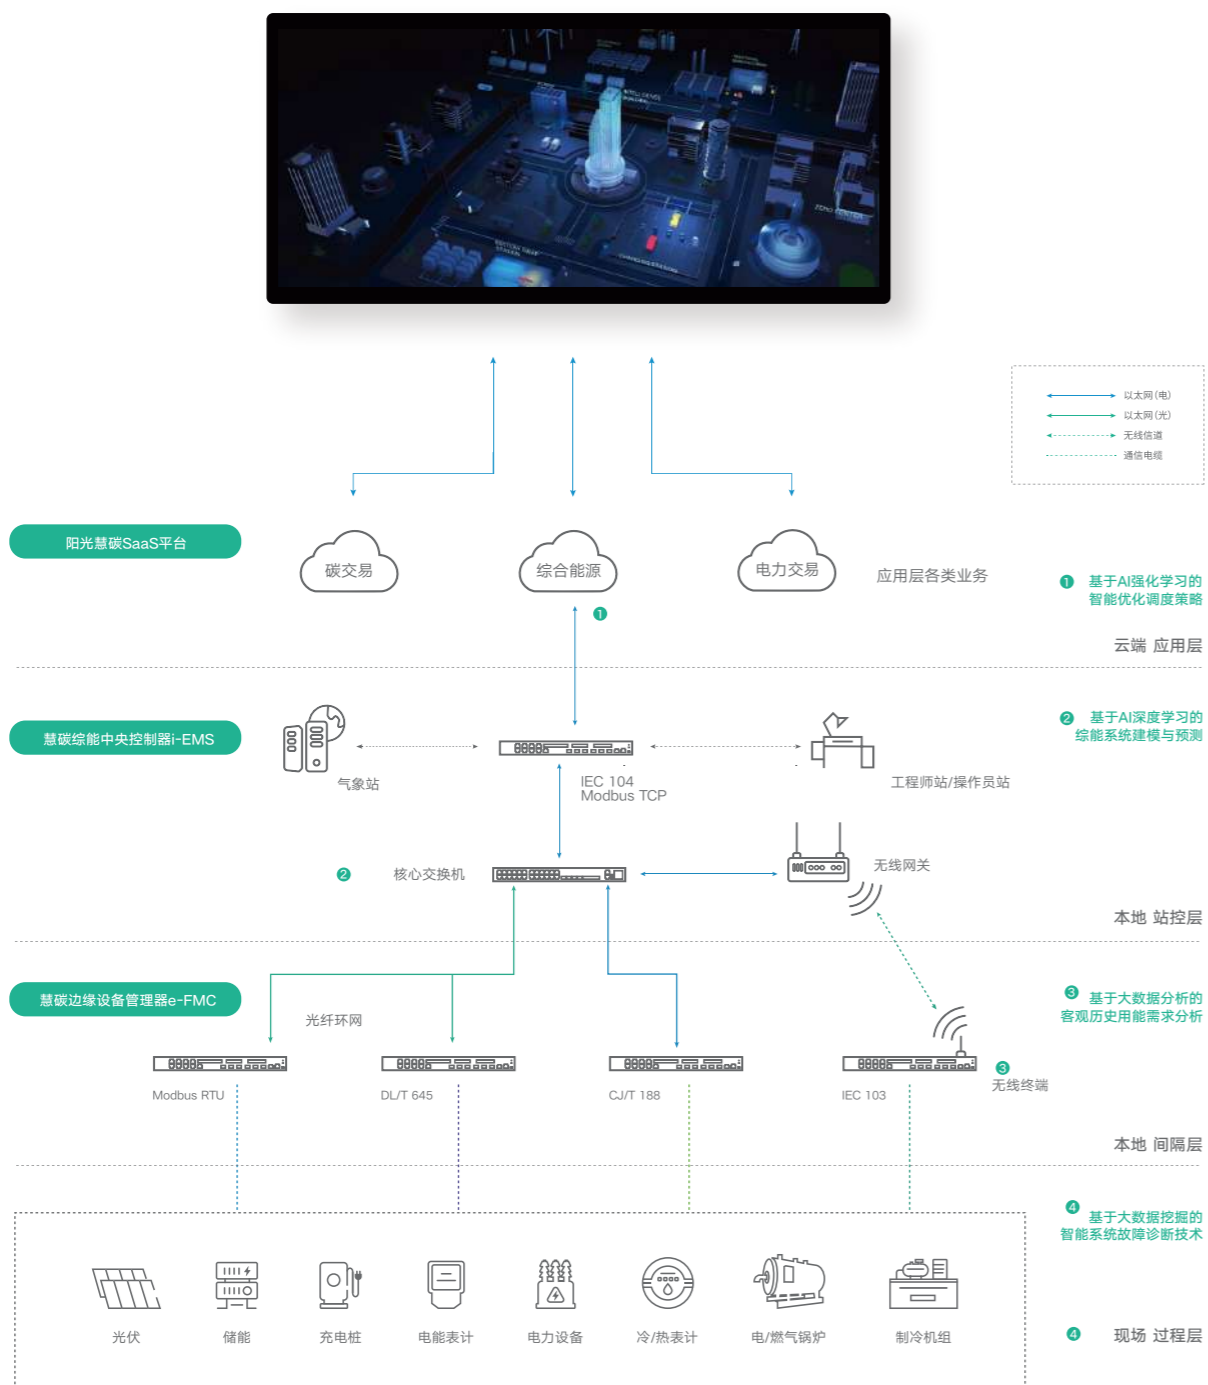 CHARGING STATIONS
以太网(电)
以太网(光)
无线信道
通信电缆
阳光慧碳SaaS平台
碳交易
综合能源
电力交易
应用层各类业务
1 基于AI强化学习的
智能优化调度策略
1
云端 应用层
慧碳综能中央控制器i-EMS
2 基于AI深度学习的
综能系统建模与预测
气象站
IEC 104
Modbus TCP
工程师站/操作员站
2
核心交换机
无线网关
本地 站控层
慧碳边缘设备管理器e-FMC
3 基于大数据分析的
客观历史用能需求分析
光纤环网
3
无线终端
Modbus RTU
DL/T 645
CJ/T 188
IEC 103
本地 间隔层
4 基于大数据挖掘的
智能系统故障诊断技术
光伏
储能
充电桩
电能表计
电力设备
冷/热表计
电/燃气锅炉
制冷机组
4 现场 过程层